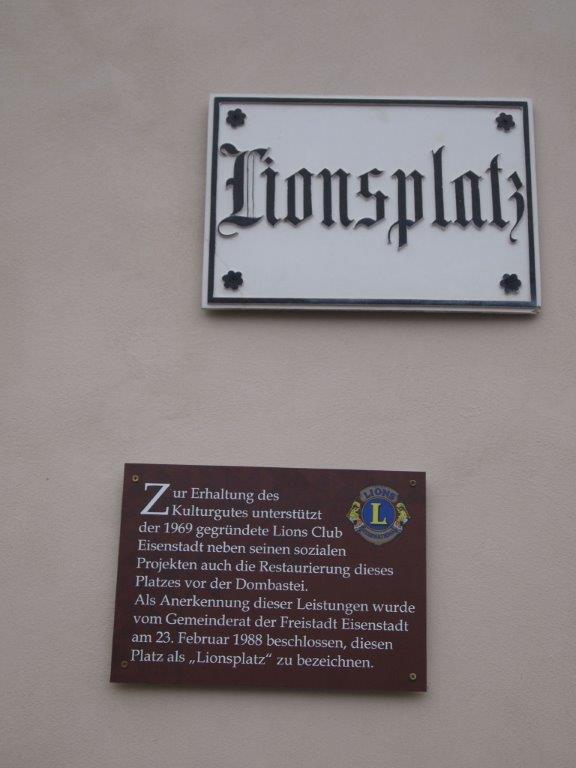 Lionsplatz
Zur Erhaltung des
Kulturgutes unterstützt
der 1969 gegründete Lions Club
Eisenstadt neben seinen sozialen
Projekten auch die Restaurierung dieses
Platzes vor der Dombastei.
Als Anerkennung dieser Leistungen wurde
vom Gemeinderat der Freistadt Eisenstadt
am 23. Februar 1988 beschlossen, diesen
Platz als „Lionsplatz“ zu bezeichnen.
LIONS
L
INTERNATIONAL